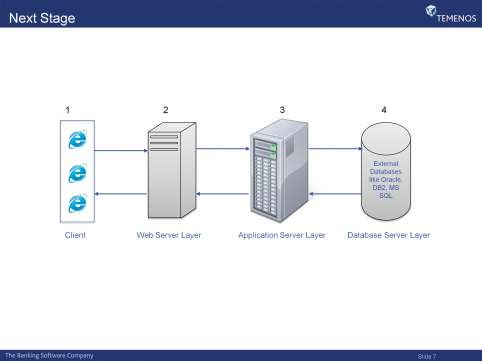 Next Stage
TEMENOS
1
2
3
4
External
Databases
like Oracle,
DB2, MS
SQL
Client
Web Server Layer
Application Server Layer
Database Server Layer
The Banking Software Company
Slide 7